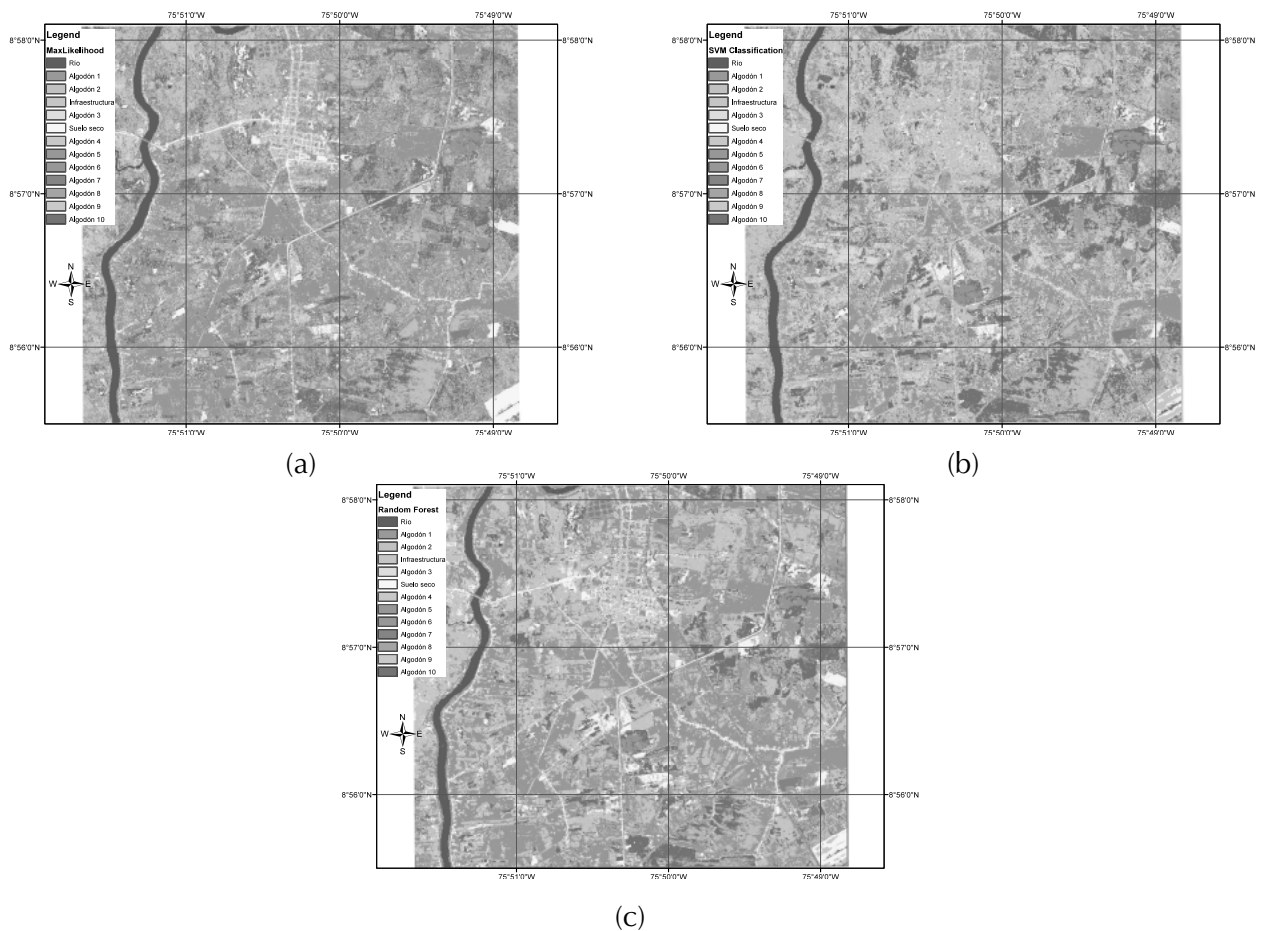 75°51'0"W 75°50'0"W 75°49'0"W
Legend
MaxLikelihood
Río
Algodón 1
Algodón 2
Infraestructura
Algodón 3
Suelo seco
Algodón 4
Algodón 5
Algodón 6
Algodón 7
Algodón 8
Algodón 9
Algodón 10
8°58'0"N 8°58'0"N
8°57'0"N 8°57'0"N
8°56'0"N 8°56'0"N
N
W E
S
75°51'0"W 75°50'0"W 75°49'0"W
(a)
75°51'0"W 75°50'0"W 75°49'0"W
Legend
SVM Classification
Río
Algodón 1
Algodón 2
Infraestructura
Algodón 3
Suelo seco
Algodón 4
Algodón 5
Algodón 6
Algodón 7
Algodón 8
Algodón 9
Algodón 10
8°58'0"N 8°58'0"N
8°57'0"N 8°57'0"N
8°56'0"N 8°56'0"N
N
W E
S
75°51'0"W 75°50'0"W 75°49'0"W
(b)
75°51'0"W 75°50'0"W 75°49'0"W
Legend
Random Forest
Río
Algodón 1
Algodón 2
Infraestructura
Algodón 3
Suelo seco
Algodón 4
Algodón 5
Algodón 6
Algodón 7
Algodón 8
Algodón 9
Algodón 10
8°58'0"N 8°58'0"N
8°57'0"N 8°57'0"N
8°56'0"N 8°56'0"N
N
W E
S
75°51'0"W 75°50'0"W 75°49'0"W
(c)